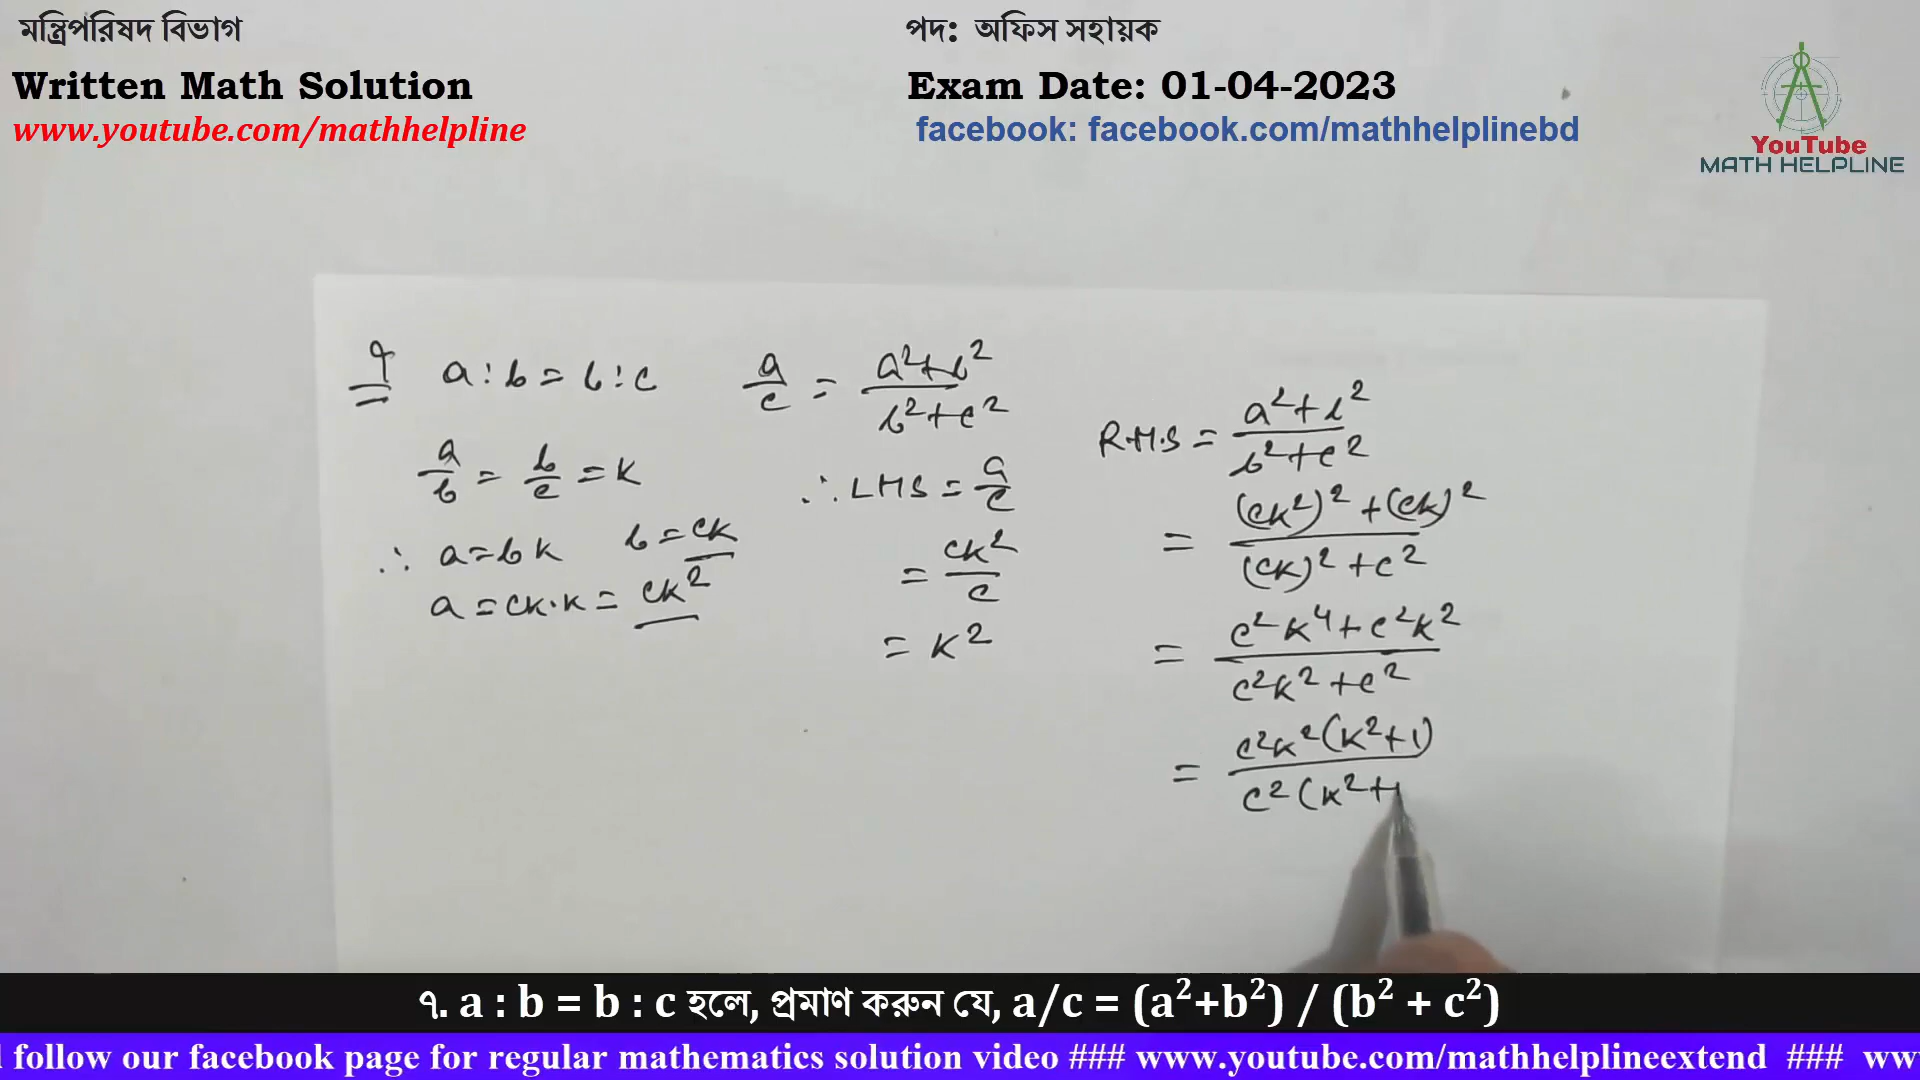 মন্ত্রিপরিষদ বিভাগ
পদ: অফিস সহায়ক
Written Math Solution
Exam Date: 01-04-2023
www.youtube.com/mathhelpline
facebook: facebook.com/mathhelplinebd
YouTube
MATH HELPLINE
৭ a : b = b : c
a/c = (a²+b²)/(b²+c²)
a/b = b/c = k
∴ a = bk b = ck
a = ck·k = ck²
∴ LHS = a/c
= ck²/c
= k²
R.H.S = (a²+b²)/(b²+c²)
= ((ck²)²+(ck)²)/((ck)²+c²)
= (c²k⁴+c²k²)/(c²k²+c²)
= c²k²(k²+1)/c²(k²+1
৭. a : b = b : c হলে, প্রমাণ করুন যে, a/c = (a²+b²) / (b² + c²)
follow our facebook page for regular mathematics solution video ### www.youtube.com/mathhelplineextend ### ww